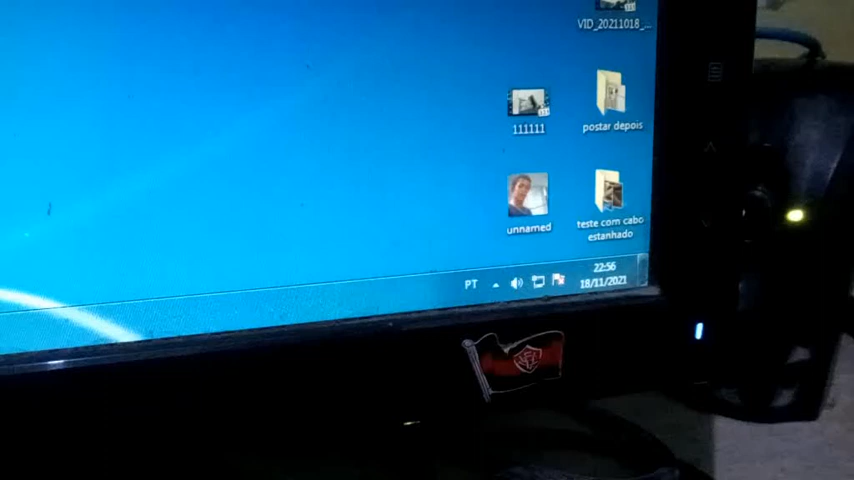 VID_20211018_...
111111
postar depois
unnamed
teste com cabo
estanhado
PT
22:56
18/11/2021